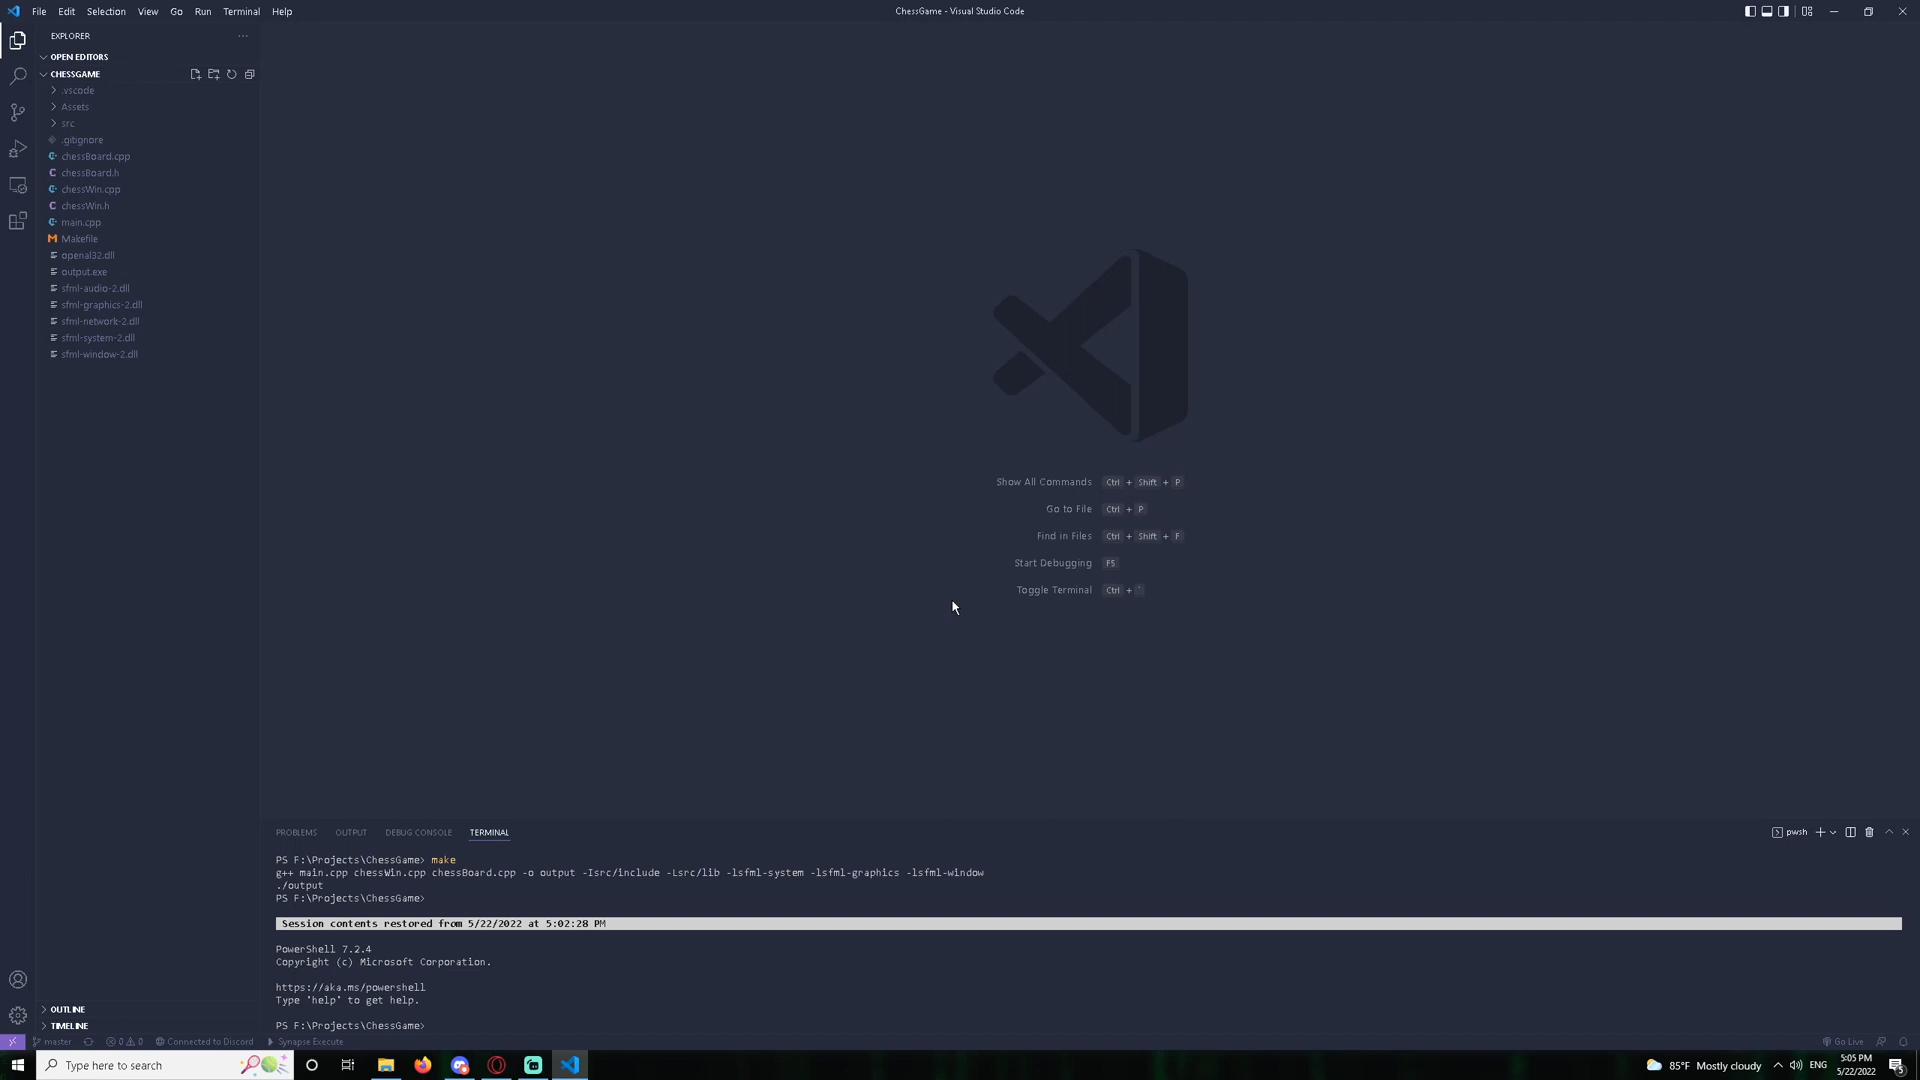 File Edit Selection View Go Run Terminal Help
ChessGame - Visual Studio Code
EXPLORER
OPEN EDITORS
CHESSGAME
.vscode
Assets
src
.gitignore
chessBoard.cpp
chessBoard.h
chessWin.cpp
chessWin.h
main.cpp
Makefile
openal32.dll
output.exe
sfml-audio-2.dll
sfml-graphics-2.dll
sfml-network-2.dll
sfml-system-2.dll
sfml-window-2.dll
OUTLINE
TIMELINE
Show All Commands Ctrl + Shift + P
Go to File Ctrl + P
Find in Files Ctrl + Shift + F
Start Debugging F5
Toggle Terminal Ctrl + `
PROBLEMS OUTPUT DEBUG CONSOLE TERMINAL
pwsh
PS F:\Projects\ChessGame> make
g++ main.cpp chessWin.cpp chessBoard.cpp -o output -Isrc/include -Lsrc/lib -lsfml-system -lsfml-graphics -lsfml-window
./output
PS F:\Projects\ChessGame>
Session contents restored from 5/22/2022 at 5:02:28 PM
PowerShell 7.2.4
Copyright (c) Microsoft Corporation.
https://aka.ms/powershell
Type 'help' to get help.
PS F:\Projects\ChessGame>
master 0 0 Connected to Discord Synapse Execute
Go Live
Type here to search
85°F Mostly cloudy
ENG
5:05 PM
5/22/2022
5